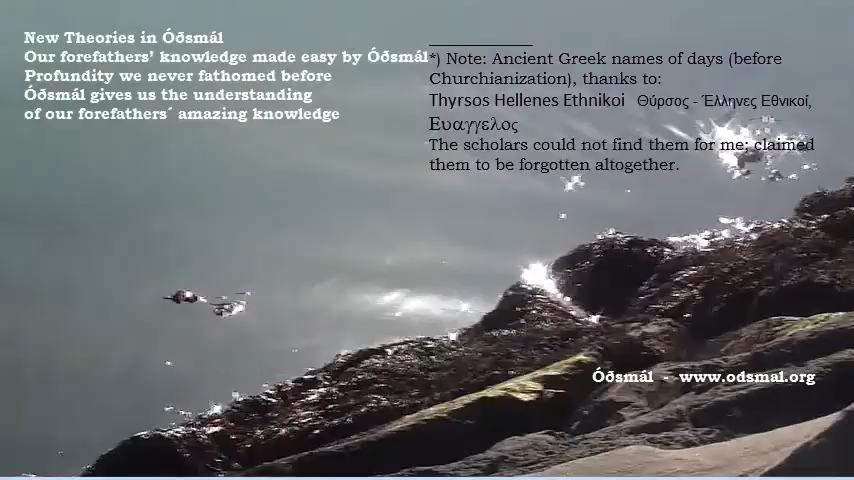 New Theories in Óðsmál
Our forefathers' knowledge made easy by Óðsmál
Profundity we never fathomed before
Óðsmál gives us the understanding
of our forefathers´ amazing knowledge
*) Note: Ancient Greek names of days (before
Churchianization), thanks to:
Thyrsos Hellenes Ethnikoi Θύρσος - Έλληνες Εθνικοί,
Ευαγγελος
The scholars could not find them for me; claimed
them to be forgotten altogether.
Óðsmál - www.odsmal.org